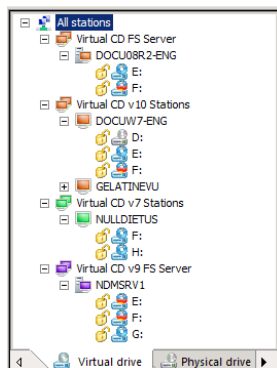 All stations
Virtual CD FS Server
DOCU08R2-ENG
E:
F:
Virtual CD v10 Stations
DOCUW7-ENG
D:
E:
F:
GELATINEVU
Virtual CD v7 Stations
NULLDIETUS
F:
H:
Virtual CD v9 FS Server
NDMSRV1
E:
F:
G:
Virtual drive Physical drive